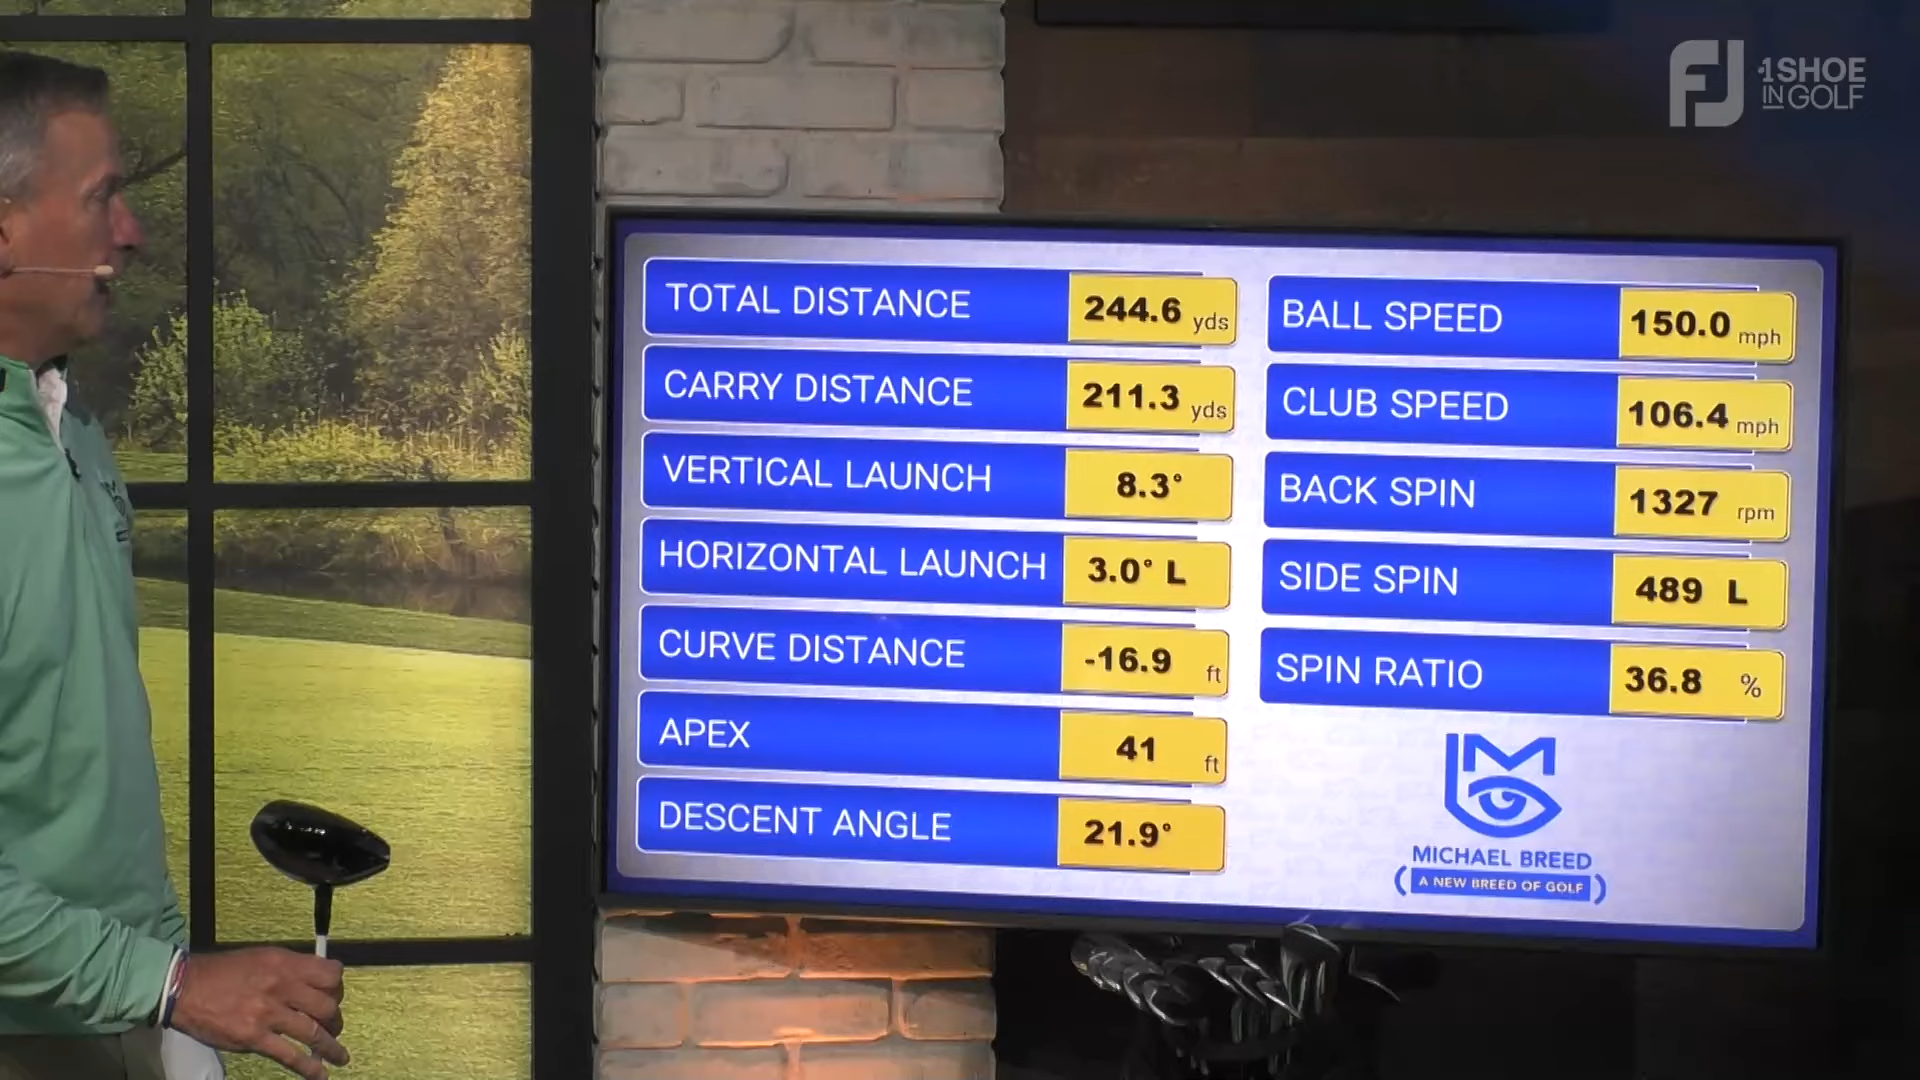 FJ #1 SHOE
IN GOLF
TOTAL DISTANCE 244.6 yds
CARRY DISTANCE 211.3 yds
VERTICAL LAUNCH 8.3°
HORIZONTAL LAUNCH 3.0° L
CURVE DISTANCE -16.9 ft
APEX 41 ft
DESCENT ANGLE 21.9°
BALL SPEED 150.0 mph
CLUB SPEED 106.4 mph
BACK SPIN 1327 rpm
SIDE SPIN 489 L
SPIN RATIO 36.8 %
MICHAEL BREED
A NEW BREED OF GOLF